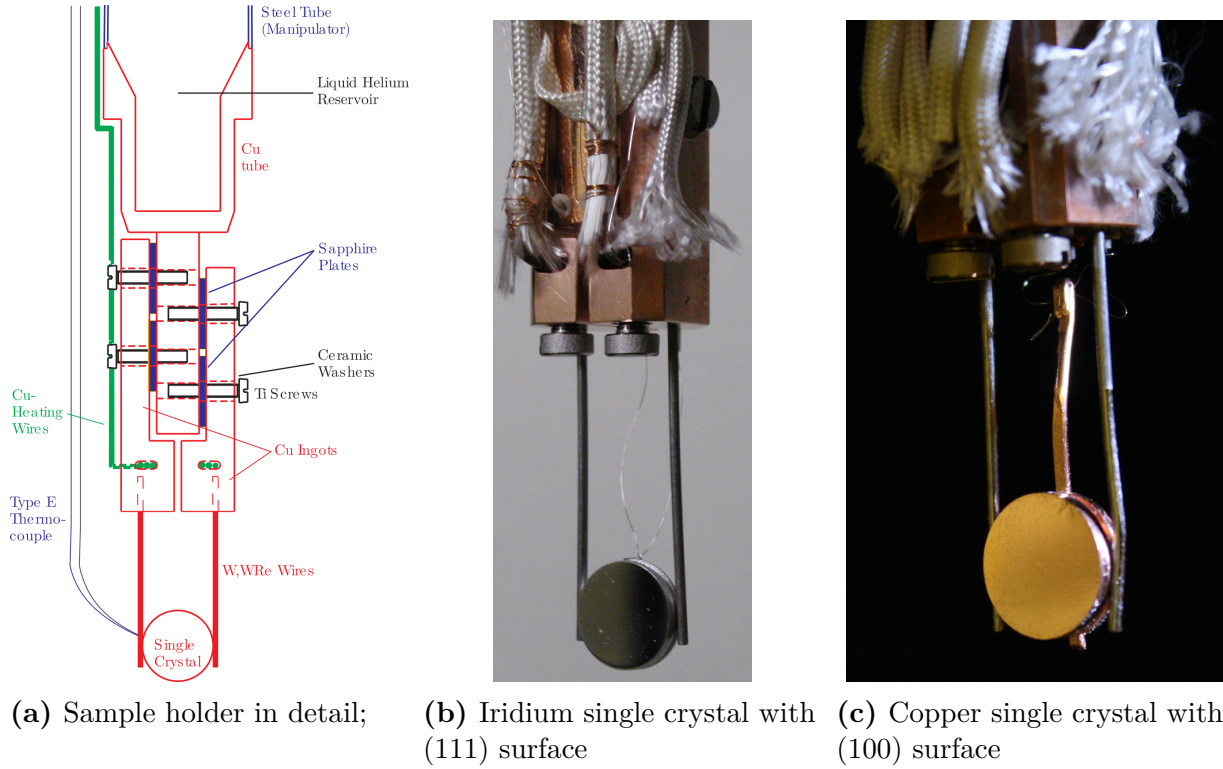 Steel Tube
(Manipulator)
Liquid Helium
Reservoir
Cu
tube
Sapphire
Plates
Ceramic
Washers
Ti Screws
Cu-
Heating
Wires
Cu Ingots
Type E
Thermo-
couple
W,WRe Wires
Single
Crystal
(a) Sample holder in detail;
(b) Iridium single crystal with
(111) surface
(c) Copper single crystal with
(100) surface